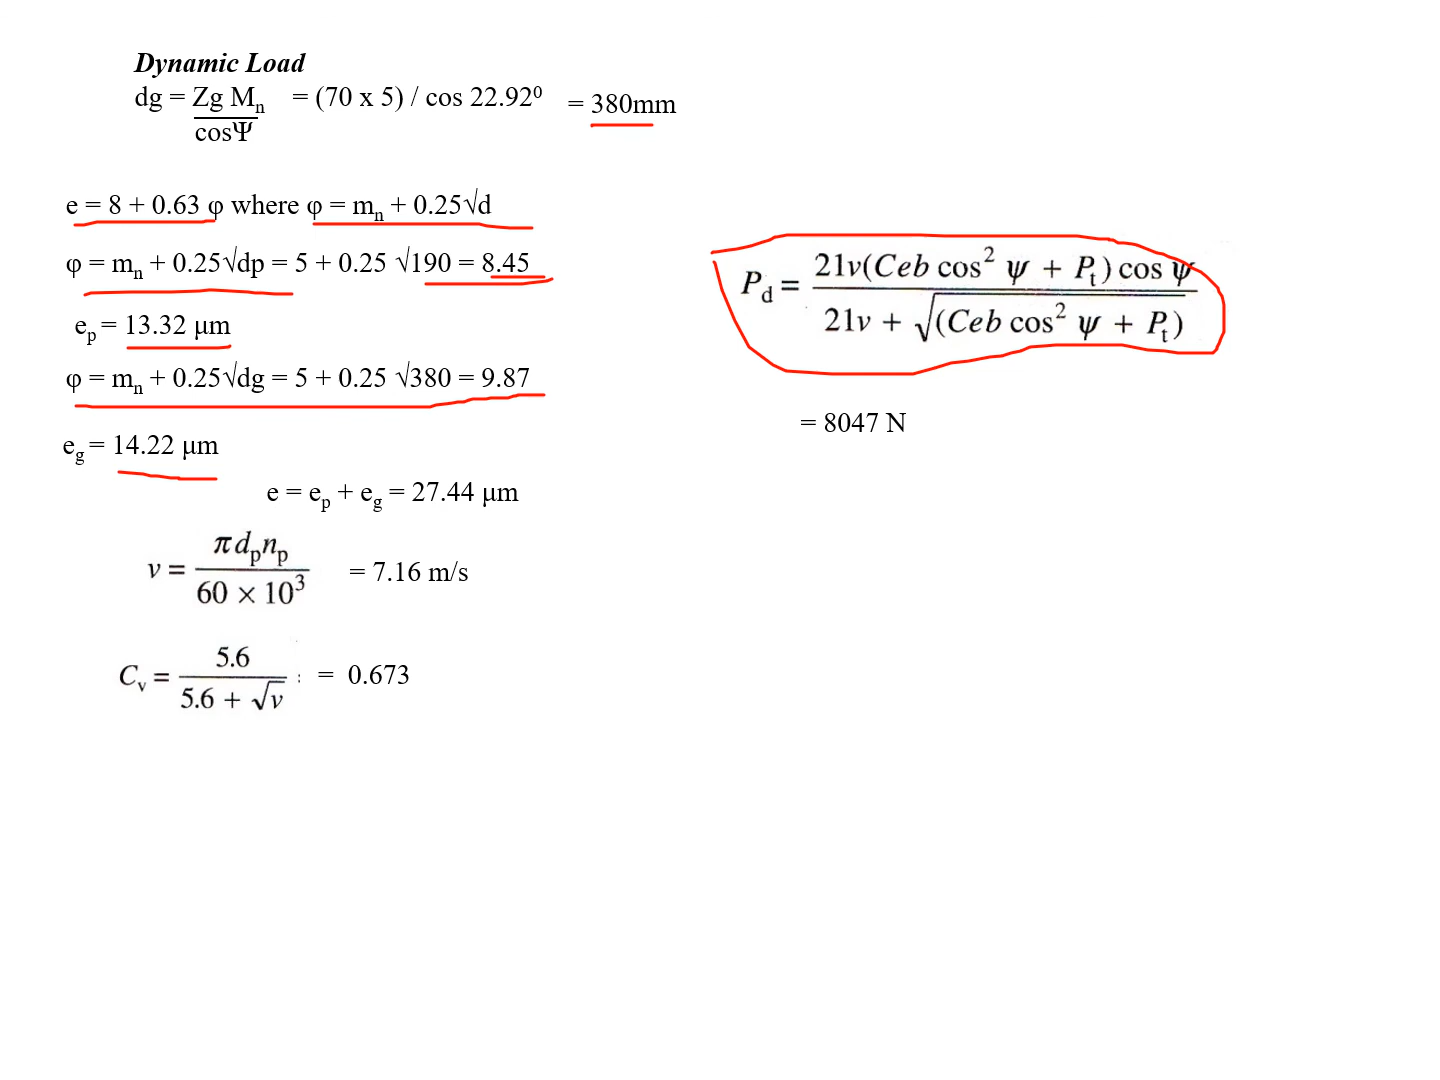 Dynamic Load
dg = Zg Mn = (70 x 5) / cos 22.92⁰ = 380mm
cosΨ
e = 8 + 0.63 φ where φ = mn + 0.25√d
φ = mn + 0.25√dp = 5 + 0.25 √190 = 8.45
ep = 13.32 μm
φ = mn + 0.25√dg = 5 + 0.25 √380 = 9.87
eg = 14.22 μm
e = ep + eg = 27.44 μm
v = πdpnp / 60 × 10³ = 7.16 m/s
Cv = 5.6 / 5.6 + √v : = 0.673
Pd = 21v(Ceb cos² ψ + Pt) cos ψ / 21v + √(Ceb cos² ψ + Pt)
= 8047 N